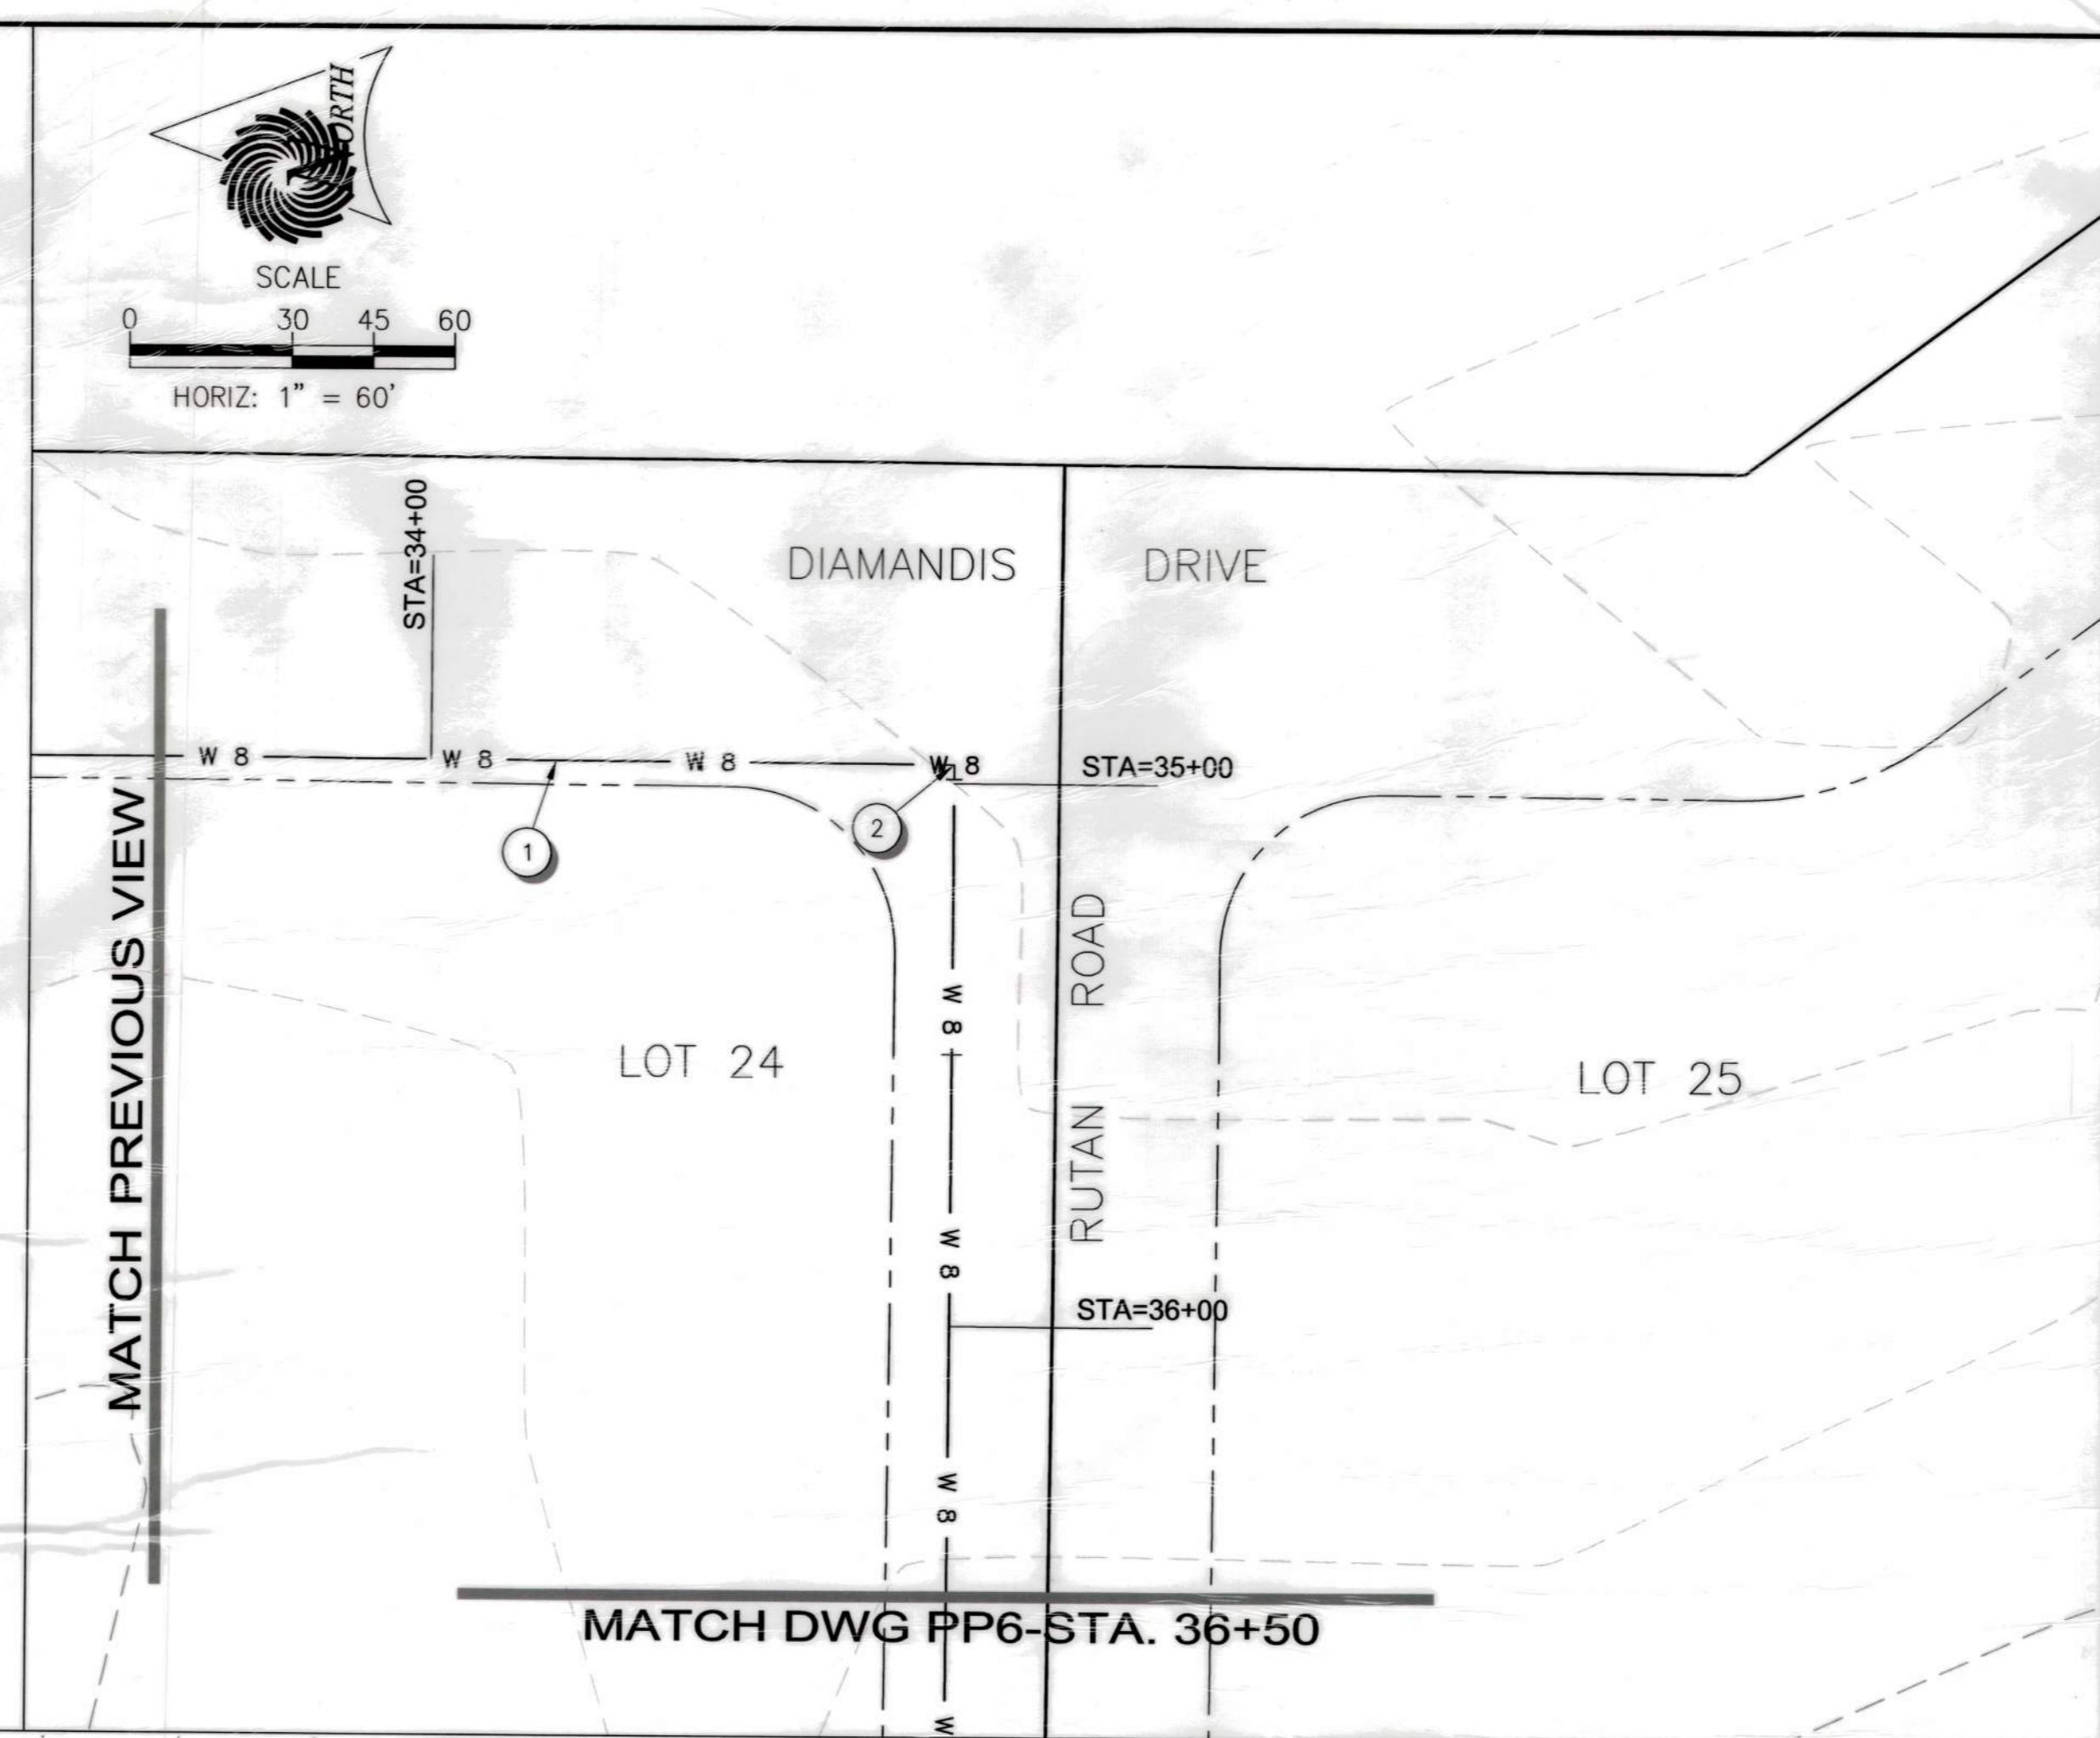 NORTH
SCALE
0 30 45 60
HORIZ: 1" = 60'
STA=34+00
DIAMANDIS DRIVE
W 8 W 8 W 8 W 8
STA=35+00
1
2
MATCH PREVIOUS VIEW
W 8
ROAD
LOT 24
LOT 25
RUTAN
W 8
STA=36+00
W 8
MATCH DWG PP6-STA. 36+50
W